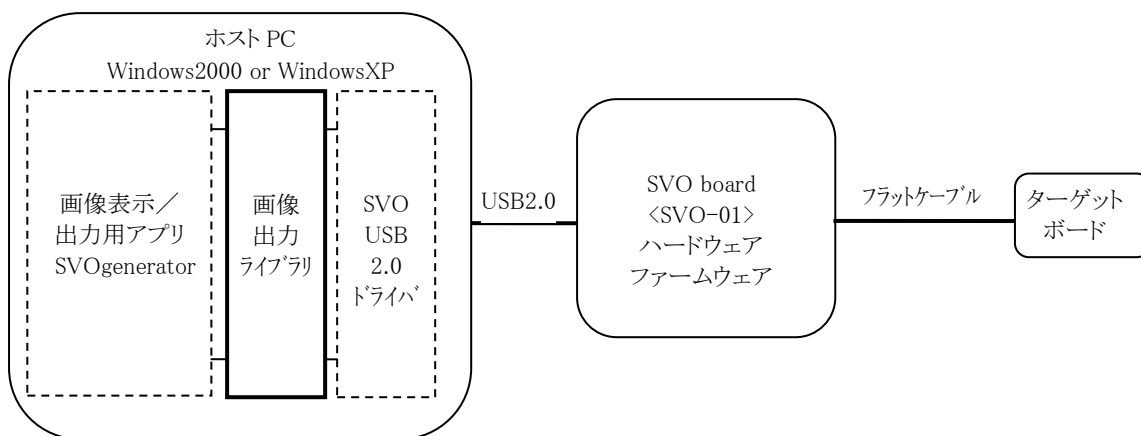 ホスト PC
Windows2000 or WindowsXP
画像表示／
出力用アプリ
SVOgenerator
画像
出力
ﾗｲﾌﾞﾗﾘ
SVO
USB
2.0
ﾄﾞﾗｲﾊﾞ
USB2.0
SVO board
<SVO-01>
ハードウェア
ファームウェア
ﾌﾗｯﾄｹｰﾌﾞﾙ
ターゲット
ボード